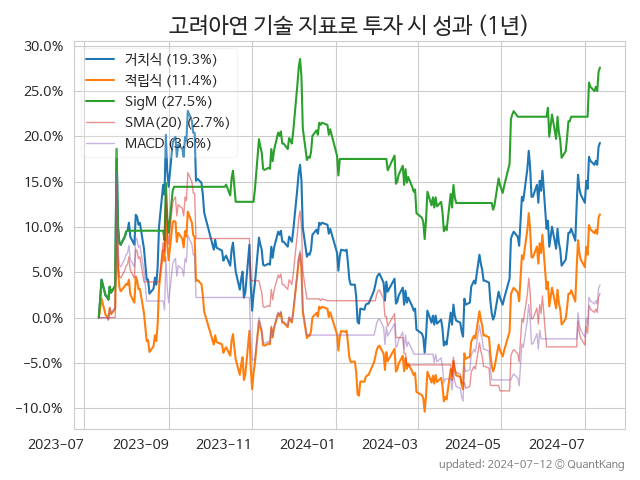 고려아연 기술 지표로 투자 시 성과 (1년)
30.0%
25.0%
20.0%
15.0%
10.0%
5.0%
0.0%
−5.0%
−10.0%
거치식 (19.3%)
적립식 (11.4%)
SigM (27.5%)
SMA(20) (2.7%)
MACD (3.6%)
2023-07 2023-09 2023-11 2024-01 2024-03 2024-05 2024-07
updated: 2024-07-12 © QuantKang